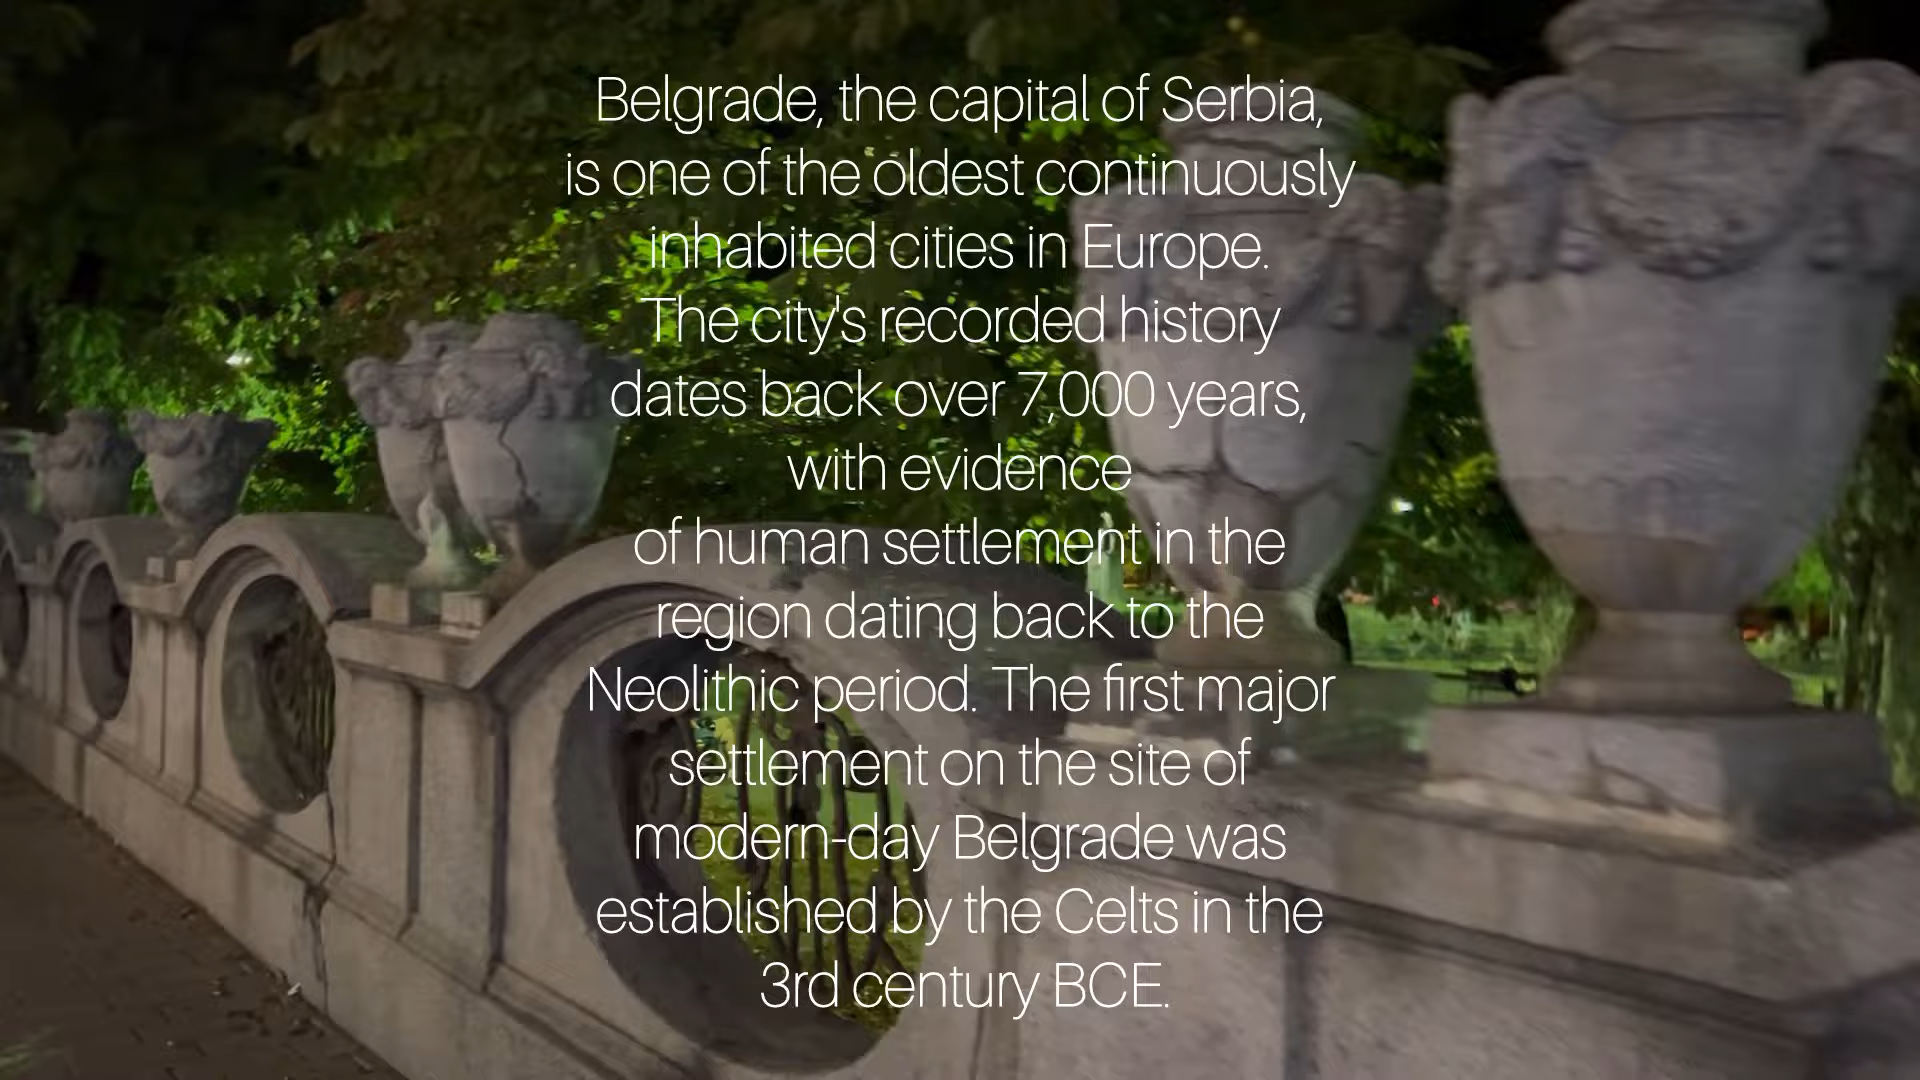 Belgrade, the capital of Serbia,
is one of the oldest continuously
inhabited cities in Europe.
The city's recorded history
dates back over 7,000 years,
with evidence
of human settlement in the
region dating back to the
Neolithic period. The first major
settlement on the site of
modern-day Belgrade was
established by the Celts in the
3rd century BCE.